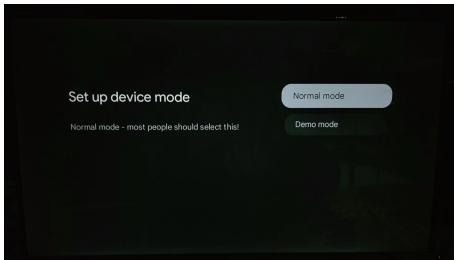 Set up device mode
Normal mode - most people should select this!
Normal mode
Demo mode